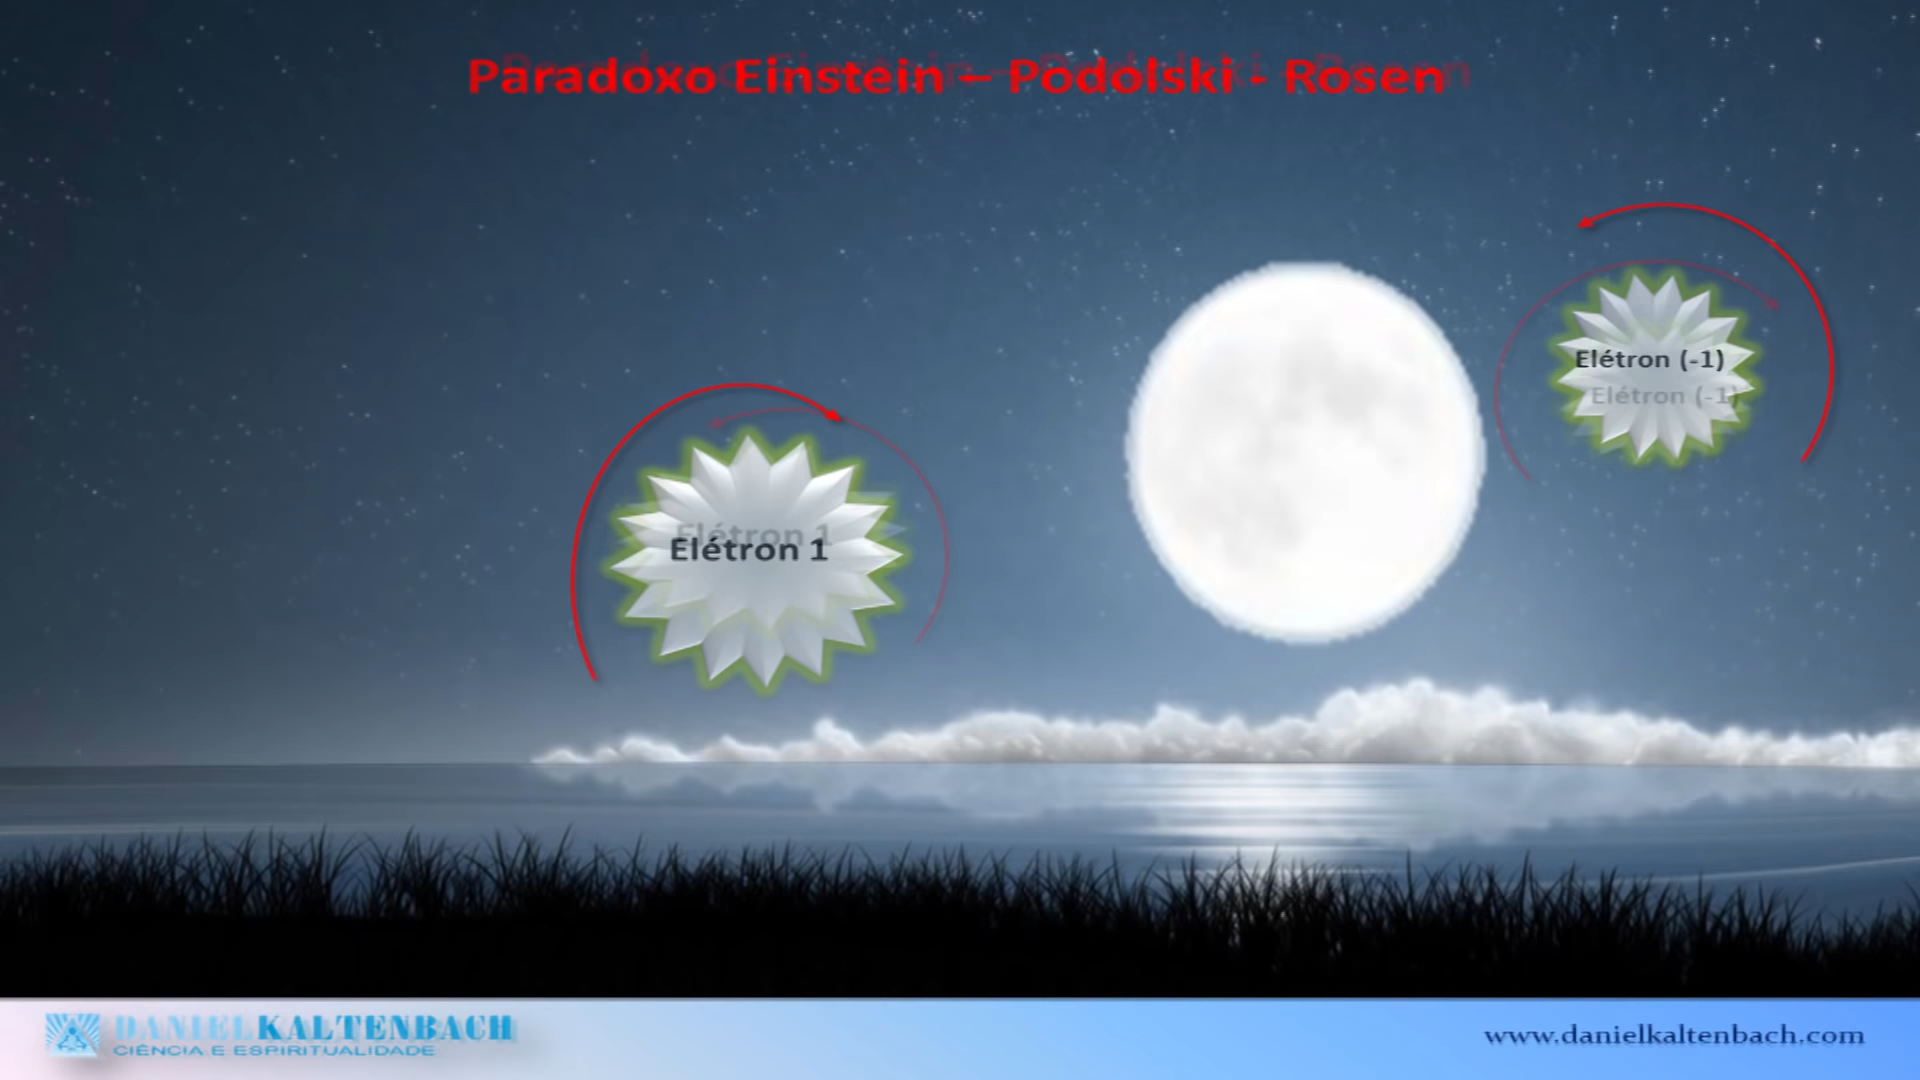 Paradoxo Einstein – Podolski - Rosen
Elétron (-1)
Elétron (-1)
Elétron 1
Elétron 1
DANIELKALTENBACH
CIÊNCIA E ESPIRITUALIDADE
www.danielkaltenbach.com